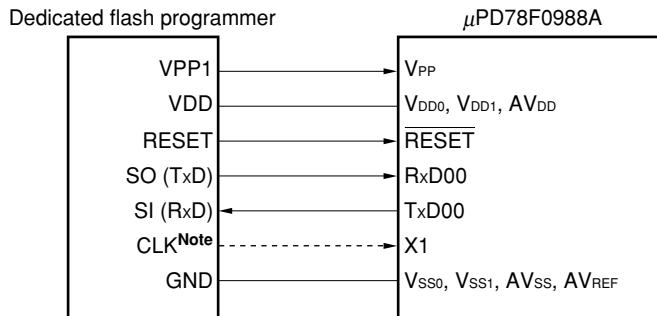 Dedicated flash programmer
μPD78F0988A
VPP1
VPP
VDD
VDD0, VDD1, AVDD
RESET
RESET
SO (TxD)
RxD00
SI (RxD)
TxD00
CLKNote
X1
GND
VSS0, VSS1, AVSS, AVREF